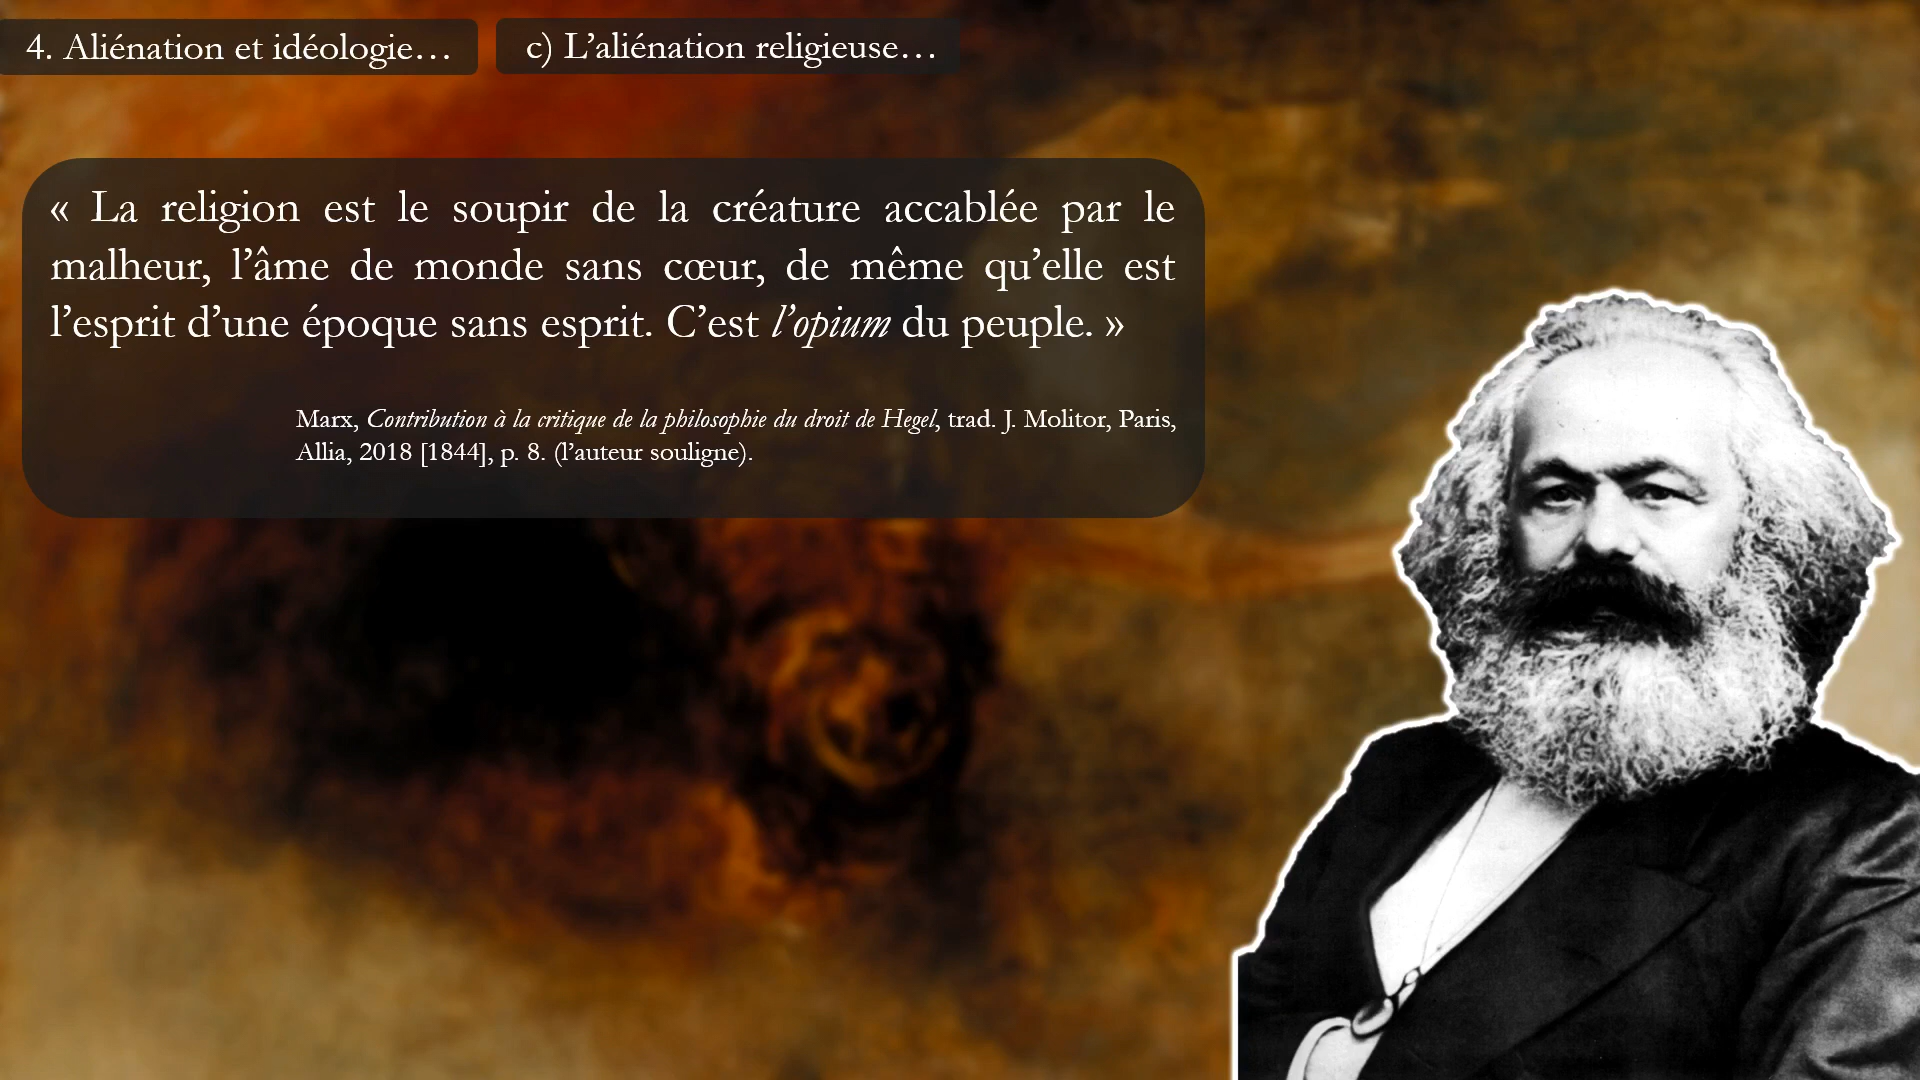 4. Aliénation et idéologie…
c) L’aliénation religieuse…
« La religion est le soupir de la créature accablée par le
malheur, l’âme de monde sans cœur, de même qu’elle est
l’esprit d’une époque sans esprit. C’est l’opium du peuple. »
Marx, Contribution à la critique de la philosophie du droit de Hegel, trad. J. Molitor, Paris,
Allia, 2018 [1844], p. 8. (l’auteur souligne).